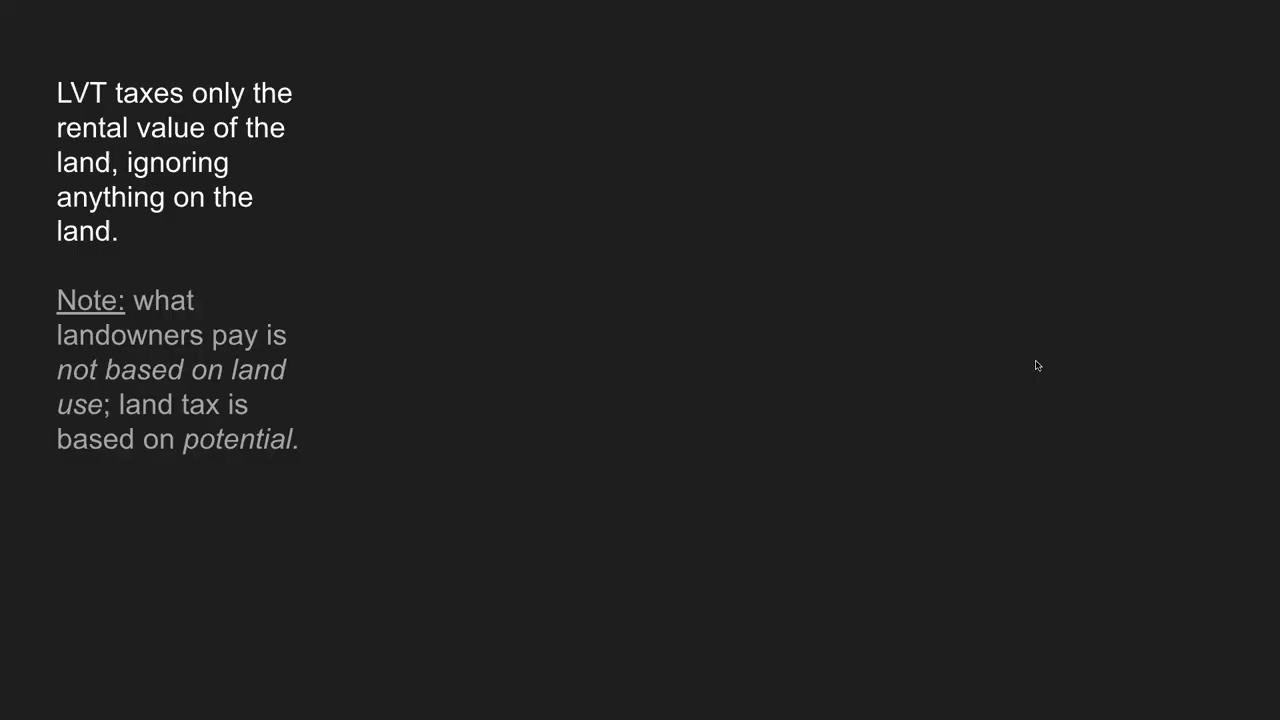 LVT taxes only the
rental value of the
land, ignoring
anything on the
land.
Note: what
landowners pay is
not based on land
use; land tax is
based on potential.